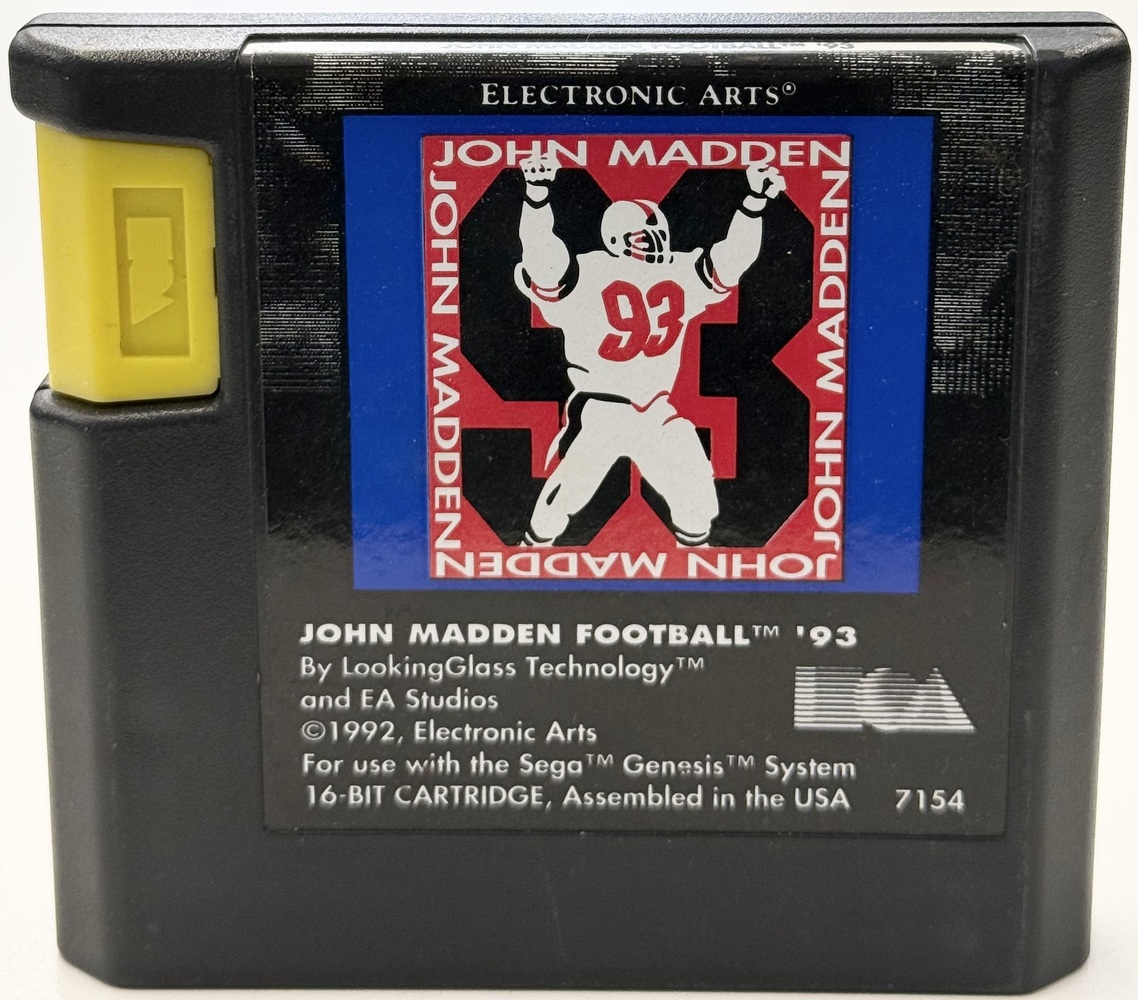 JOHN MADDEN FOOTBALL™ '93
ELECTRONIC ARTS®
JOHN MADDEN
JOHN MADDEN
JOHN MADDEN
93
JOHN MADDEN
93
JOHN MADDEN FOOTBALL™ '93
By LookingGlass Technology™
and EA Studios
©1992, Electronic Arts
EOA
For use with the Sega™ Genesis™ System
16-BIT CARTRIDGE, Assembled in the USA 7154